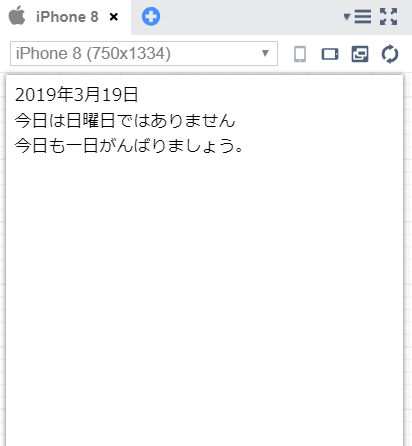 iPhone 8
iPhone 8 (750x1334)
2019年3月19日
今日は日曜日ではありません
今日も一日がんばりましょう。